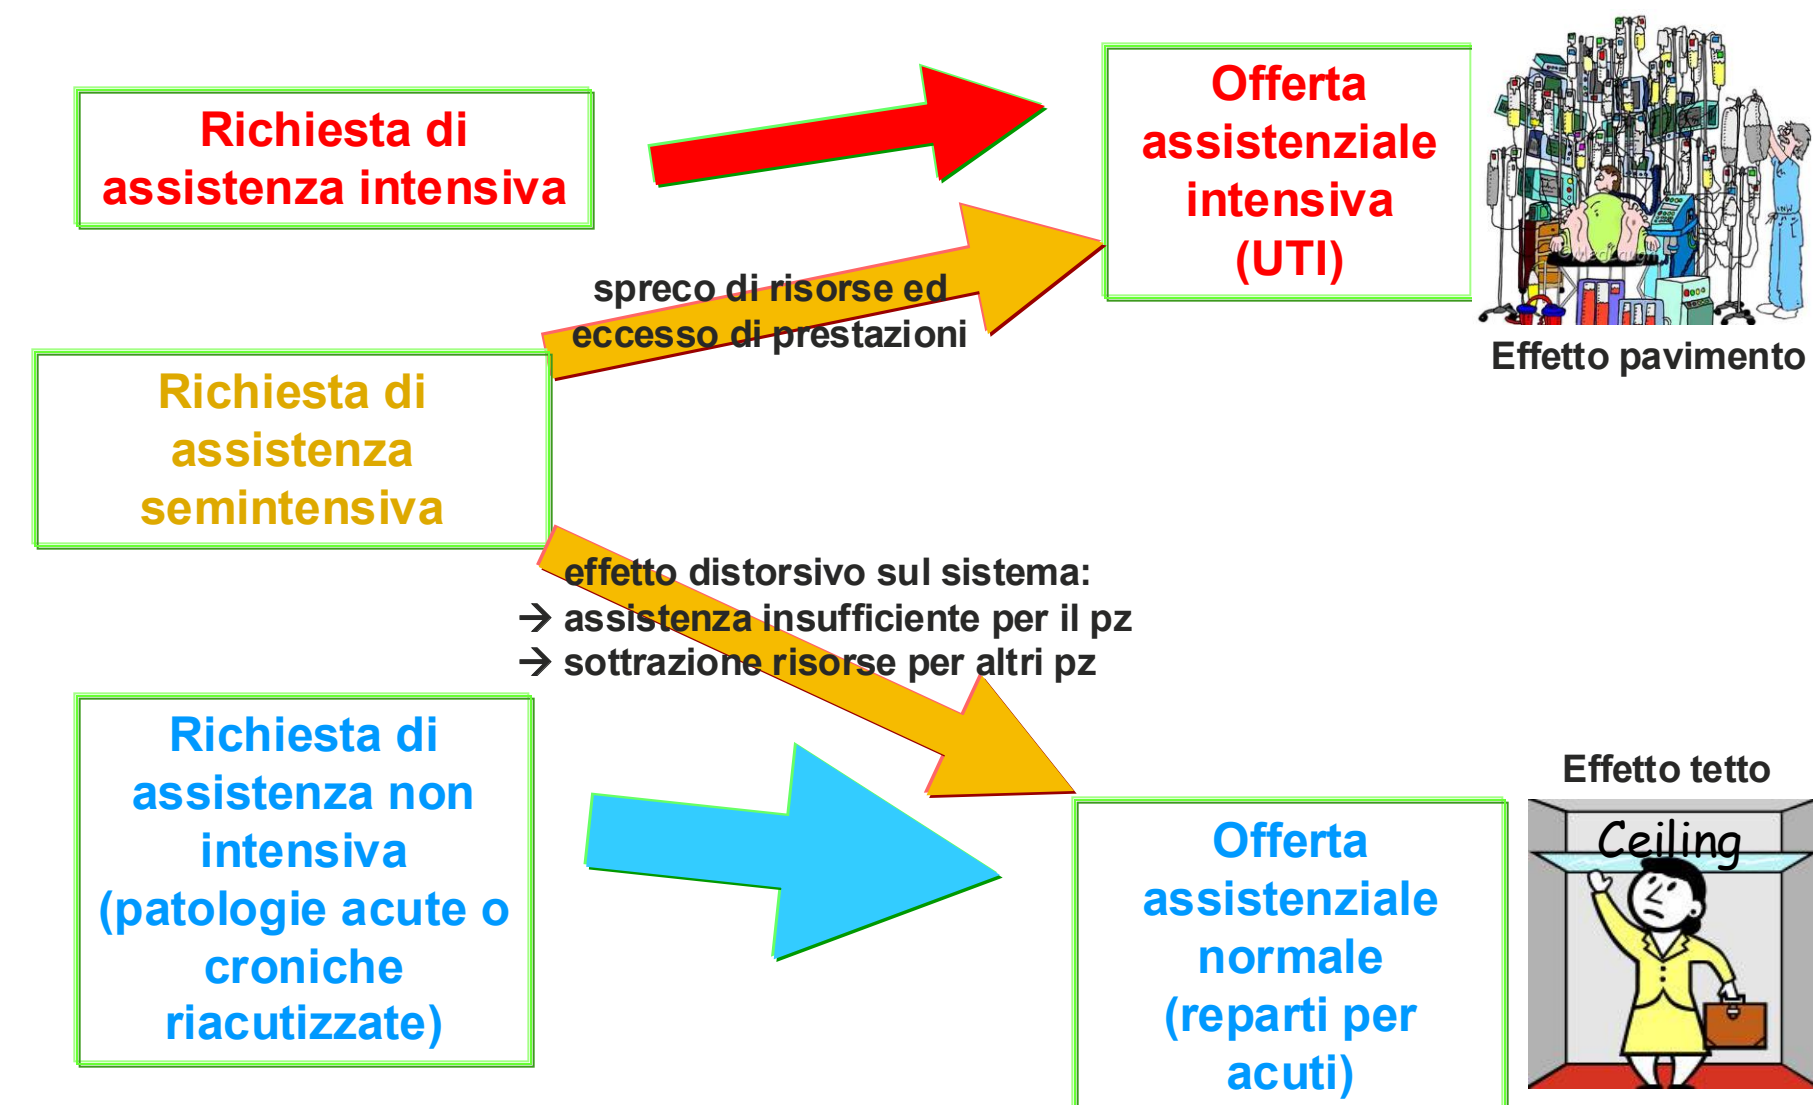 Richiesta di
assistenza intensiva
Offerta
assistenziale
intensiva
(UTI)
spreco di risorse ed
eccesso di prestazioni
Effetto pavimento
Richiesta di
assistenza
semintensiva
effetto distorsivo sul sistema:
→ assistenza insufficiente per il pz
→ sottrazione risorse per altri pz
Richiesta di
assistenza non
intensiva
(patologie acute o
croniche
riacutizzate)
Effetto tetto
Ceiling
Offerta
assistenziale
normale
(reparti per
acuti)